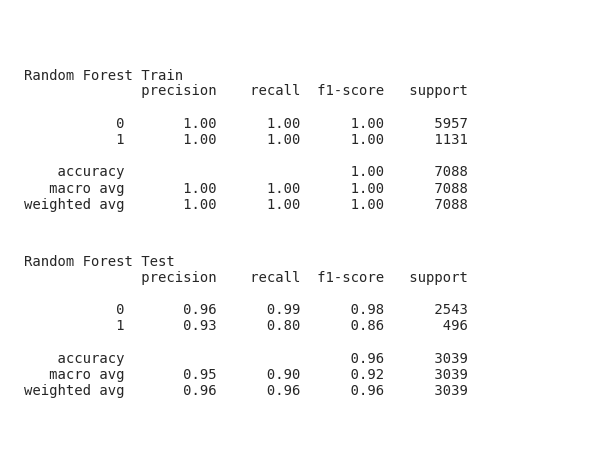 Random Forest Train
              precision    recall  f1-score   support

           0       1.00      1.00      1.00      5957
           1       1.00      1.00      1.00      1131

    accuracy                           1.00      7088
   macro avg       1.00      1.00      1.00      7088
weighted avg       1.00      1.00      1.00      7088

Random Forest Test
              precision    recall  f1-score   support

           0       0.96      0.99      0.98      2543
           1       0.93      0.80      0.86       496

    accuracy                           0.96      3039
   macro avg       0.95      0.90      0.92      3039
weighted avg       0.96      0.96      0.96      3039